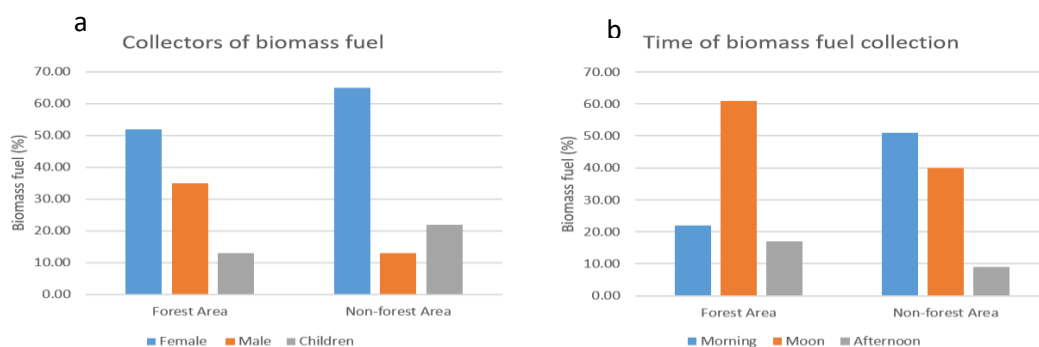 a
Collectors of biomass fuel
Biomass fuel (%)
70.00
60.00
50.00
40.00
30.00
20.00
10.00
0.00
Forest Area
Non-forest Area
Female
Male
Children
b
Time of biomass fuel collection
Biomass fuel (%)
70.00
60.00
50.00
40.00
30.00
20.00
10.00
0.00
Forest Area
Non-forest Area
Morning
Moon
Afternoon